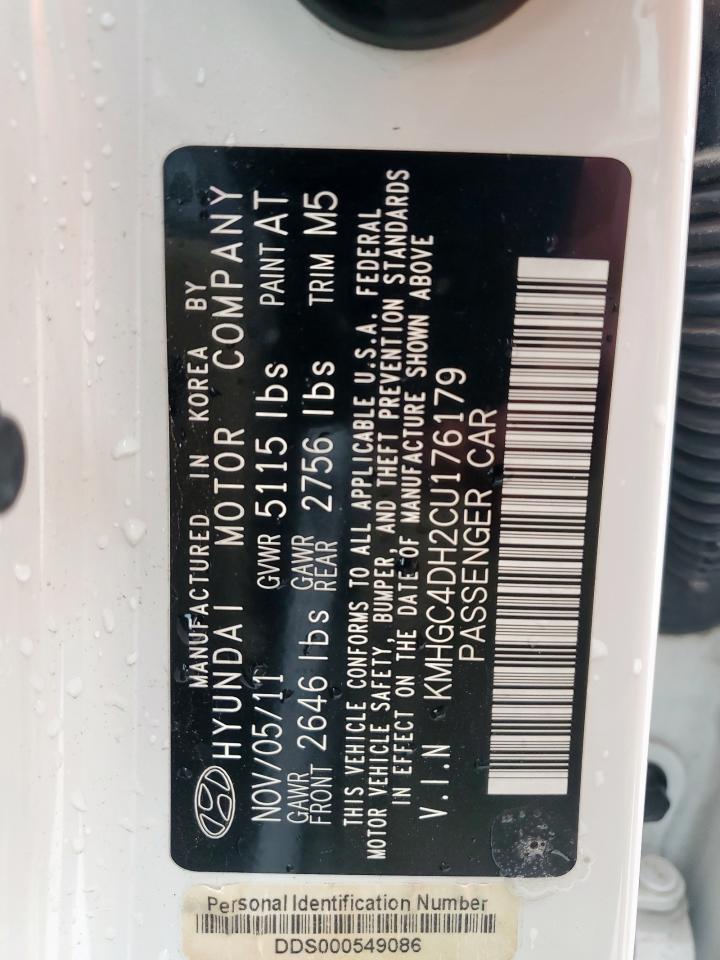 MANUFACTURED IN KOREA BY
HYUNDAI MOTOR COMPANY
NOV/05/11 GVWR 5115 lbs PAINT AT
GAWR FRONT 2646 lbs GAWR REAR 2756 lbs TRIM M5
THIS VEHICLE CONFORMS TO ALL APPLICABLE U.S.A. FEDERAL
MOTOR VEHICLE SAFETY, BUMPER, AND THEFT PREVENTION STANDARDS
IN EFFECT ON THE DATE OF MANUFACTURE SHOWN ABOVE
V.I.N KMHGC4DH2CU176179
PASSENGER CAR
Personal Identification Number
DDS000549086